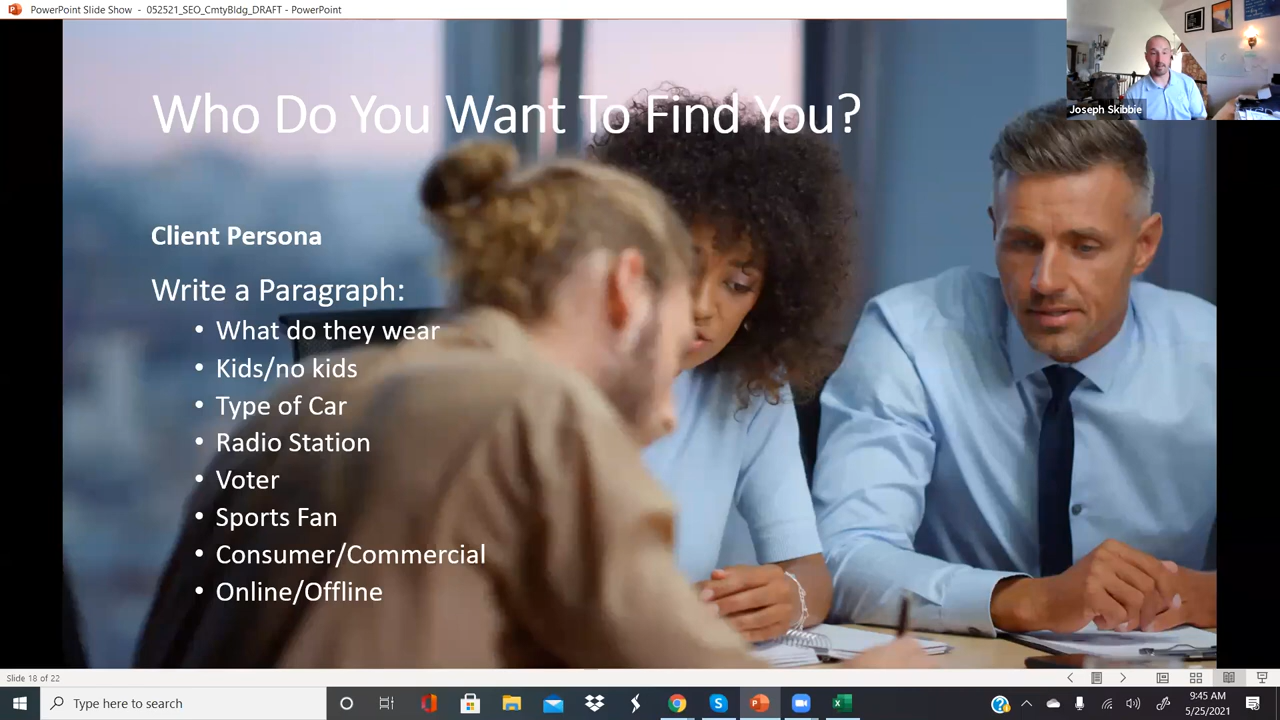 PowerPoint Slide Show - 052521_SEO_CmtyBldg_DRAFT - PowerPoint
Joseph Skibbie
Who Do You Want To Find You?
Client Persona
Write a Paragraph:
• What do they wear
• Kids/no kids
• Type of Car
• Radio Station
• Voter
• Sports Fan
• Consumer/Commercial
• Online/Offline
Slide 18 of 22
Type here to search
9:45 AM
5/25/2021